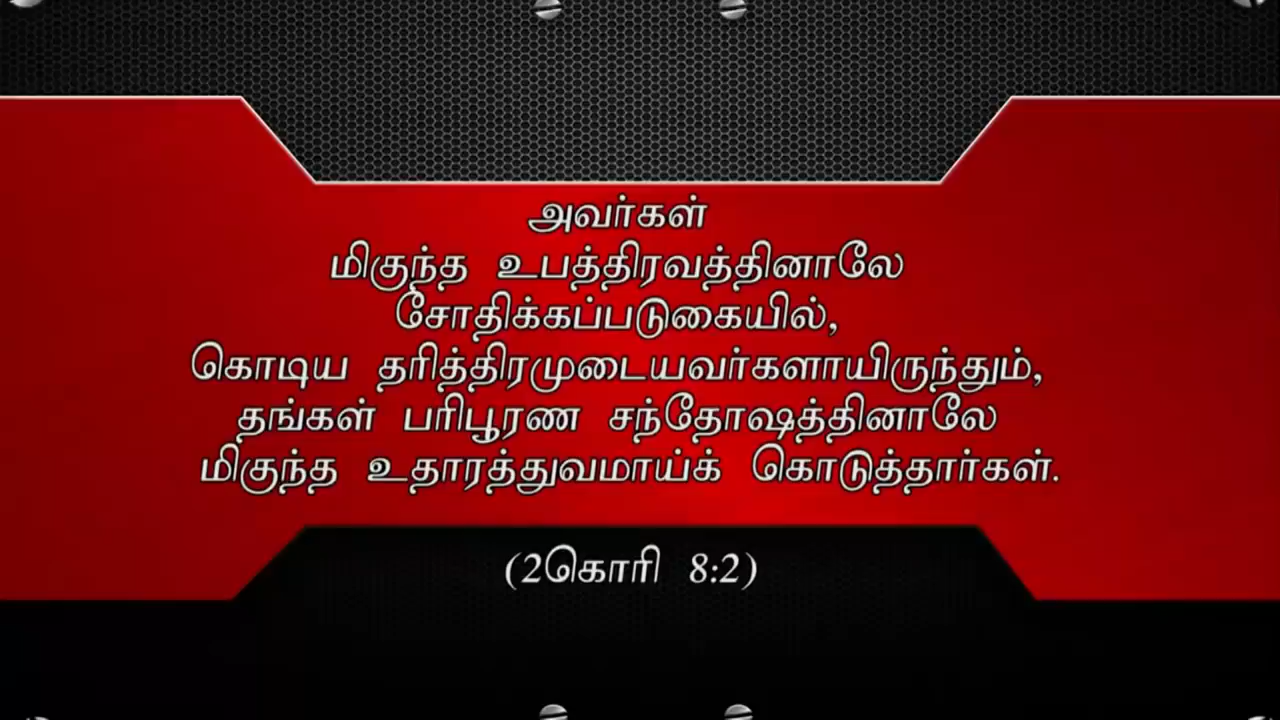 அவர்கள்
மிகுந்த உபத்திரவத்தினாலே
சோதிக்கப்படுகையில்,
கொடிய தரித்திரமுடையவர்களாயிருந்தும்,
தங்கள் பரிபூரண சந்தோஷத்தினாலே
மிகுந்த உதாரத்துவமாய்க் கொடுத்தார்கள்.
(2கொரி 8:2)